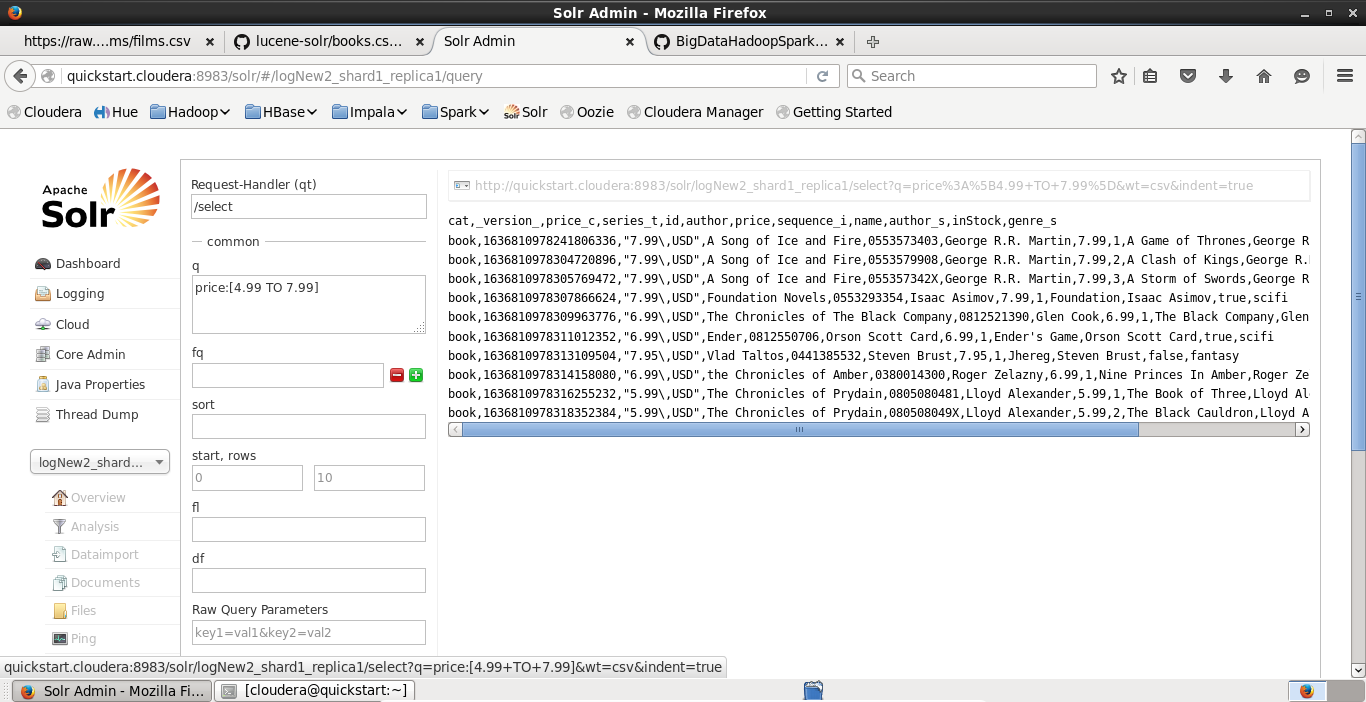 Solr Admin - Mozilla Firefox
https://raw....ms/films.csv
lucene-solr/books.cs...
Solr Admin
BigDataHadoopSpark...
quickstart.cloudera:8983/solr/#/logNew2_shard1_replica1/query
Search
Cloudera Hue Hadoop HBase Impala Spark Solr Oozie Cloudera Manager Getting Started
Apache
Solr
Dashboard
Logging
Cloud
Core Admin
Java Properties
Thread Dump
logNew2_shard...
Overview
Analysis
Dataimport
Documents
Files
Ping
Request-Handler (qt)
/select
common
q
price:[4.99 TO 7.99]
fq
sort
start, rows
0 10
fl
df
Raw Query Parameters
key1=val1&key2=val2
http://quickstart.cloudera:8983/solr/logNew2_shard1_replica1/select?q=price%3A%5B4.99+TO+7.99%5D&wt=csv&indent=true
cat,_version_,price_c,series_t,id,author,price,sequence_i,name,author_s,inStock,genre_s
book,1636810978241806336,"7.99\,USD",A Song of Ice and Fire,0553573403,George R.R. Martin,7.99,1,A Game of Thrones,George R
book,1636810978304720896,"7.99\,USD",A Song of Ice and Fire,0553579908,George R.R. Martin,7.99,2,A Clash of Kings,George R.
book,1636810978305769472,"7.99\,USD",A Song of Ice and Fire,055357342X,George R.R. Martin,7.99,3,A Storm of Swords,George R
book,1636810978307866624,"7.99\,USD",Foundation Novels,0553293354,Isaac Asimov,7.99,1,Foundation,Isaac Asimov,true,scifi
book,1636810978309963776,"6.99\,USD",The Chronicles of The Black Company,0812521390,Glen Cook,6.99,1,The Black Company,Glen
book,1636810978311012352,"6.99\,USD",Ender,0812550706,Orson Scott Card,6.99,1,Ender's Game,Orson Scott Card,true,scifi
book,1636810978313109504,"7.95\,USD",Vlad Taltos,0441385532,Steven Brust,7.95,1,Jhereg,Steven Brust,false,fantasy
book,1636810978314158080,"6.99\,USD",the Chronicles of Amber,0380014300,Roger Zelazny,6.99,1,Nine Princes In Amber,Roger Ze
book,1636810978316255232,"5.99\,USD",The Chronicles of Prydain,0805080481,Lloyd Alexander,5.99,1,The Book of Three,Lloyd Al
book,1636810978318352384,"5.99\,USD",The Chronicles of Prydain,080508049X,Lloyd Alexander,5.99,2,The Black Cauldron,Lloyd A
quickstart.cloudera:8983/solr/logNew2_shard1_replica1/select?q=price:[4.99+TO+7.99]&wt=csv&indent=true
Solr Admin - Mozilla Fi...
[cloudera@quickstart:~]